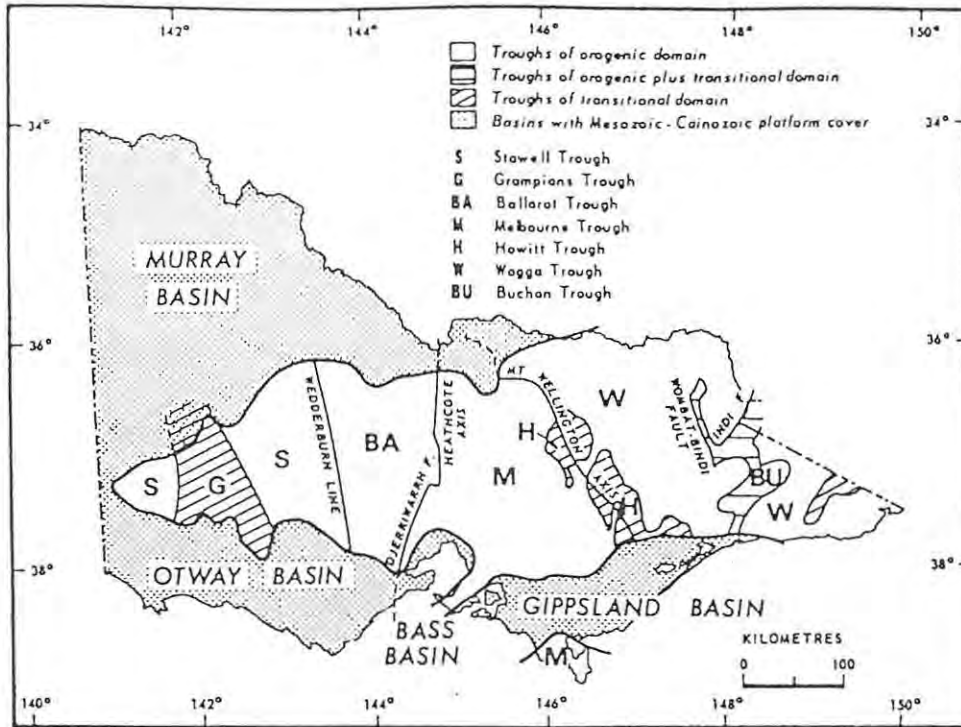 142° 144° 146° 148° 150°
Troughs of orogenic domain
Troughs of orogenic plus transitional domain
Troughs of transitional domain
Basins with Mesozoic - Cainozoic platform cover
34° 34°
S Stawell Trough
G Grampians Trough
BA Ballarat Trough
M Melbourne Trough
H Howitt Trough
W Wagga Trough
BU Buchan Trough
MURRAY
BASIN
36° 36°
MT WELLINGTON AXIS
HEATHCOTE
AXIS
WEDDERBURN LINE
W
WOMBAT-BINDI
FAULT
INDI F.
BA
H
S
M
S
G
BU
H
W
DJERRIWARRH F.
38° 38°
OTWAY BASIN
GIPPSLAND BASIN
BASS
BASIN
M
KILOMETRES
0 100
140° 142° 144° 146° 148° 150°